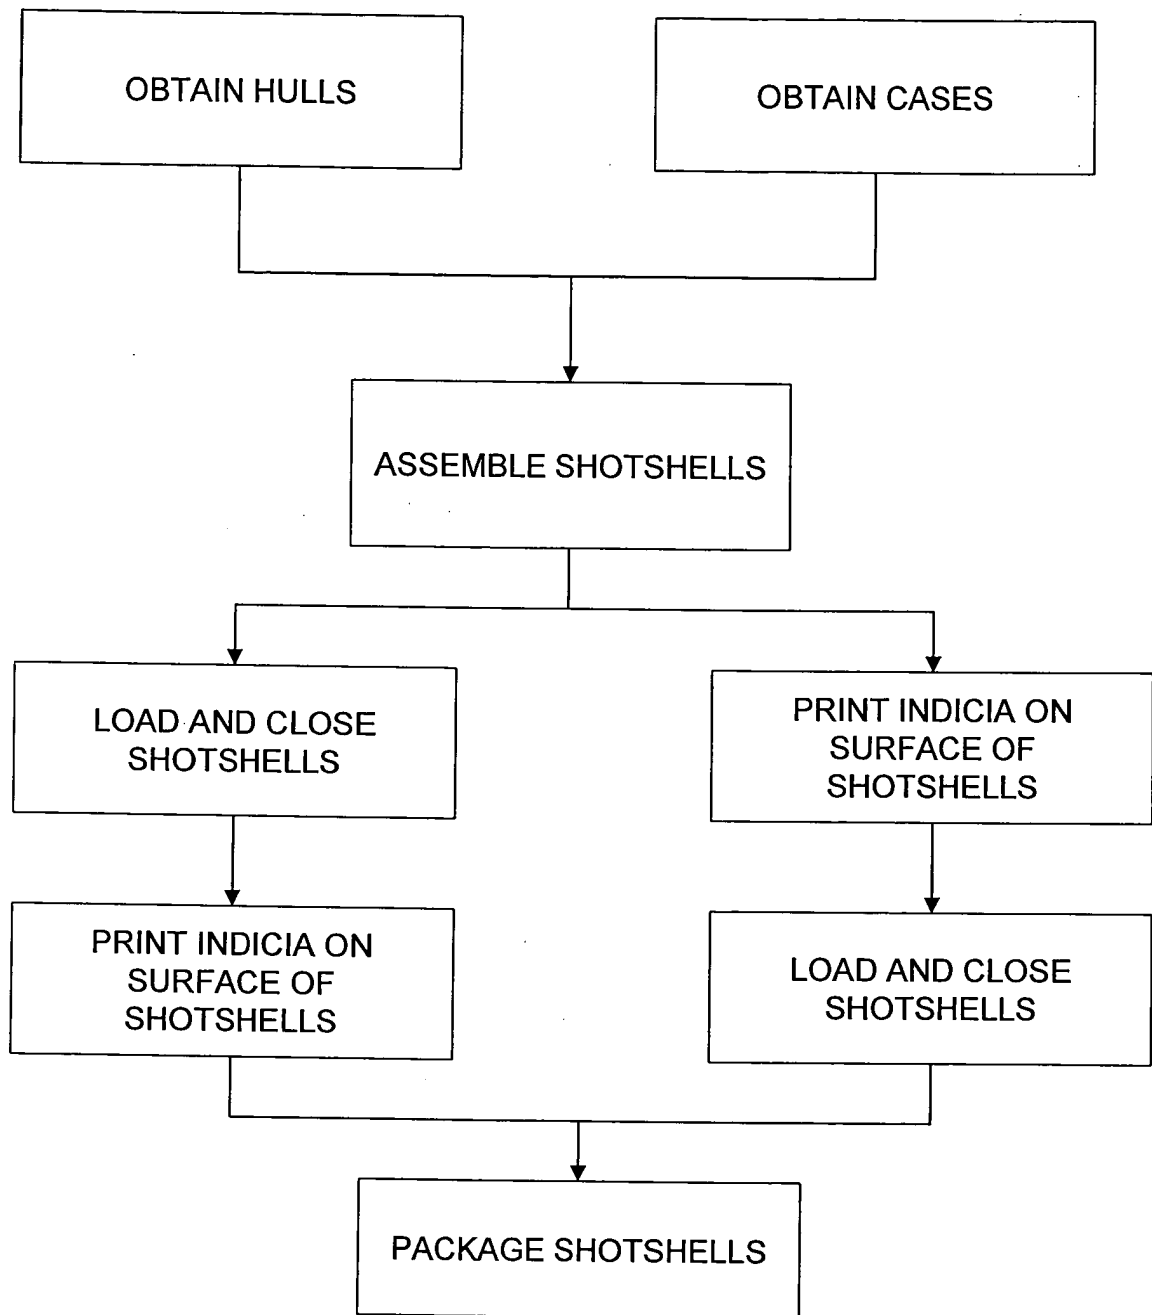 OBTAIN HULLS
OBTAIN CASES
ASSEMBLE SHOTSHELLS
LOAD AND CLOSE
SHOTSHELLS
PRINT INDICIA ON
SURFACE OF
SHOTSHELLS
PRINT INDICIA ON
SURFACE OF
SHOTSHELLS
LOAD AND CLOSE
SHOTSHELLS
PACKAGE SHOTSHELLS